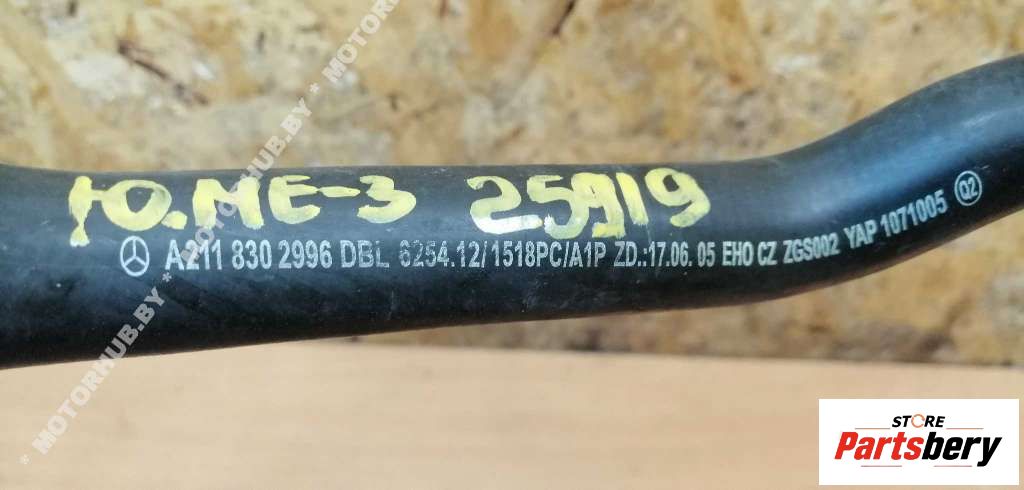 Ю.МЕ-3 25919
A211 830 2996 DBL 6254.12/1518PC/A1P ZD.:17.06.05 EHO CZ ZGS002 YAP 1071005 Q2
* MOTORHUB.BY * MOTORHUB.BY * MOTORHUB.BY
STORE
Partsbery